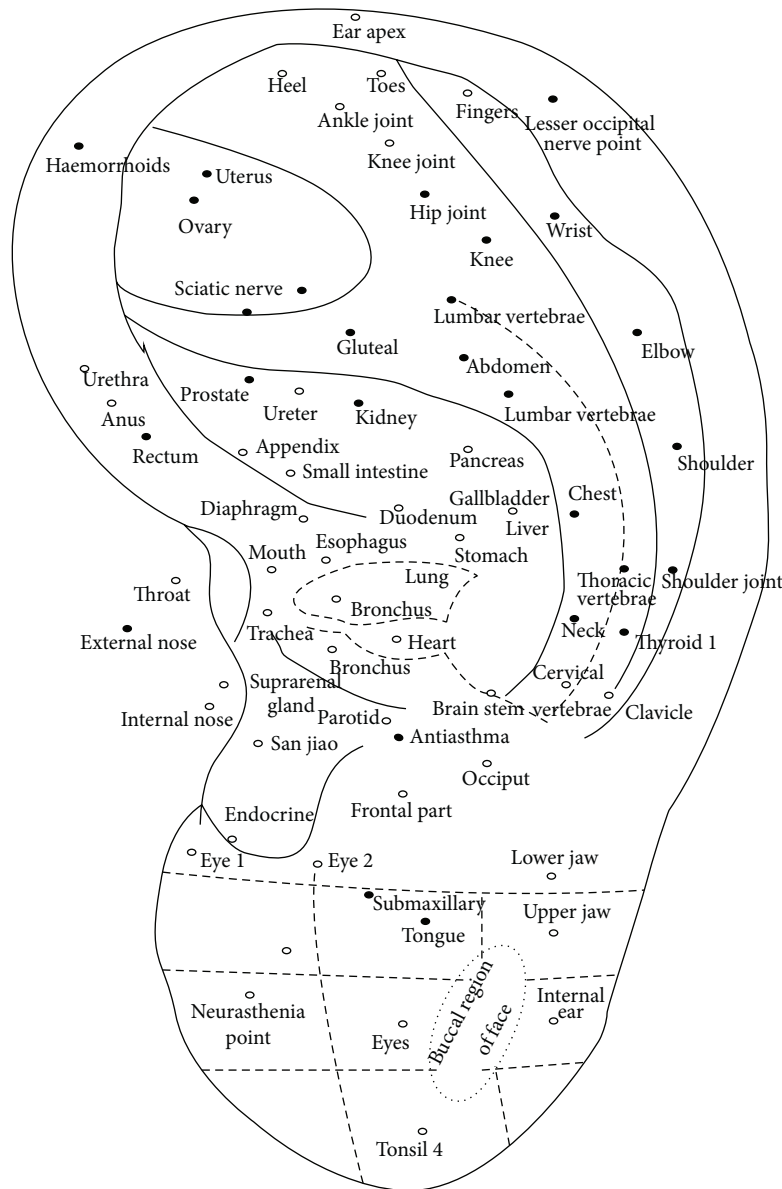 Ear apex
Heel
Toes
Fingers
Ankle joint
Lesser occipital
nerve point
Knee joint
Haemorrhoids
Uterus
Hip joint
Ovary
Wrist
Knee
Sciatic nerve
Lumbar vertebrae
Gluteal
Elbow
Abdomen
Urethra
Prostate
Ureter
Kidney
Lumbar vertebrae
Anus
Rectum
Appendix
Pancreas
Shoulder
Small intestine
Gallbladder
Chest
Diaphragm
Duodenum
Liver
Esophagus
Stomach
Mouth
Lung
Throat
Thoracic
vertebrae
Shoulder joint
Bronchus
External nose
Trachea
Heart
Neck
Thyroid 1
Bronchus
Cervical
vertebrae
Suprarenal
gland
Internal nose
Parotid
Brain stem
Clavicle
San jiao
Antiasthma
Occiput
Frontal part
Endocrine
Eye 1
Eye 2
Lower jaw
Submaxillary
Upper jaw
Tongue
Buccal region
of face
Neurasthenia
point
Internal
ear
Eyes
Tonsil 4